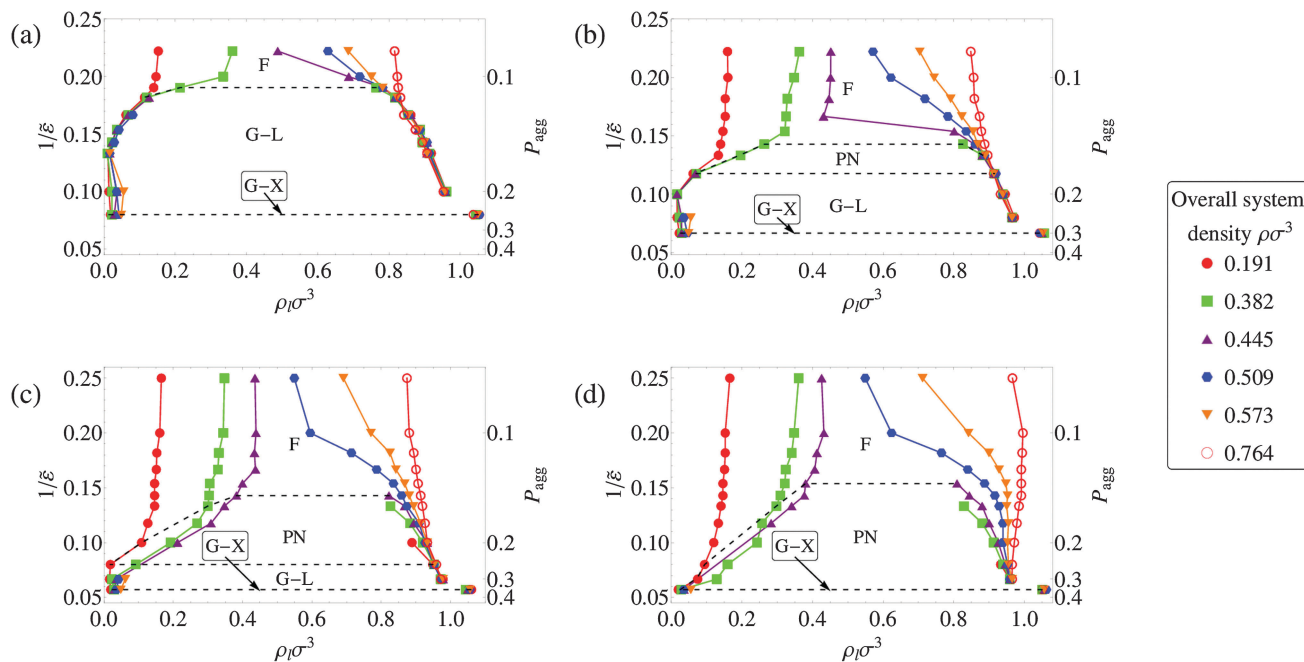 (a)
0.25
0.20
0.15
0.10
0.05
1/ε̂
F
G–L
G–X
0.1
0.2
0.3
0.4
P_agg
0.0 0.2 0.4 0.6 0.8 1.0
ρ_lσ³
(b)
0.25
0.20
0.15
0.10
0.05
1/ε̂
F
PN
G–X
G–L
0.1
0.2
0.3
0.4
P_agg
0.0 0.2 0.4 0.6 0.8 1.0
ρ_lσ³
(c)
0.25
0.20
0.15
0.10
0.05
1/ε̂
F
G–X
PN
G–L
0.1
0.2
0.3
0.4
P_agg
0.0 0.2 0.4 0.6 0.8 1.0
ρ_lσ³
(d)
0.25
0.20
0.15
0.10
0.05
1/ε̂
F
G–X
PN
0.1
0.2
0.3
0.4
P_agg
0.0 0.2 0.4 0.6 0.8 1.0
ρ_lσ³
Overall system
density ρσ³
0.191
0.382
0.445
0.509
0.573
0.764